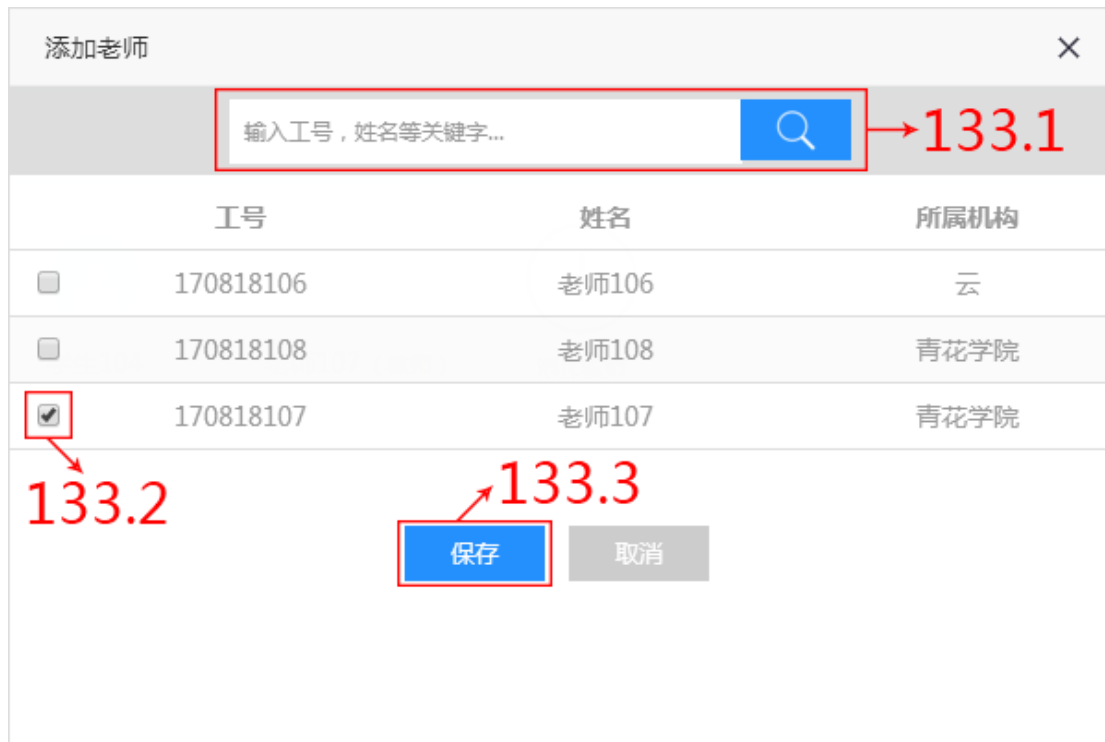 添加老师
输入工号，姓名等关键字...
133.1
工号 姓名 所属机构
170818106 老师106 云
170818108 老师108 青花学院
170818107 老师107 青花学院
133.2
133.3
保存 取消